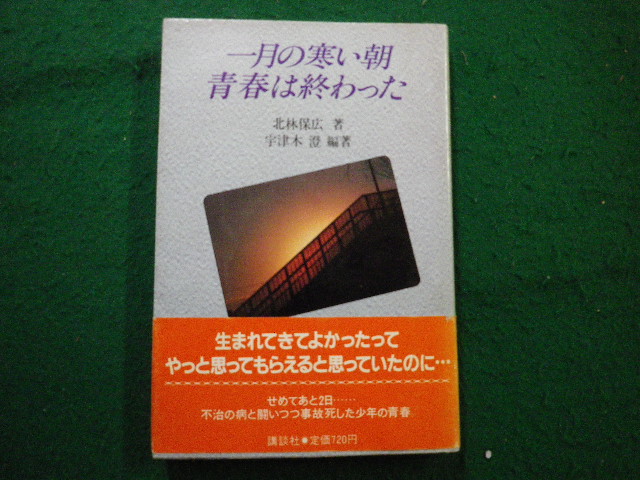 一月の寒い朝
青春は終わった
北林保広 著
宇津木 澄 編著
生まれてきてよかったって
やっと思ってもらえると思っていたのに…
せめてあと2日……
不治の病と闘いつつ事故死した少年の青春
講談社●定価720円